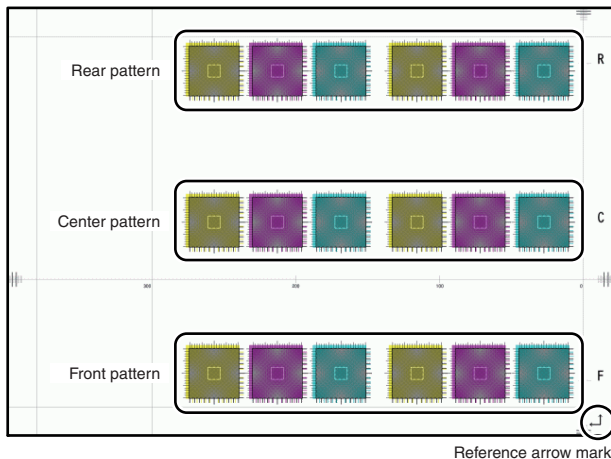 Rear pattern
R
Center pattern
C
300
200
100
0
Front pattern
F
Reference arrow mark